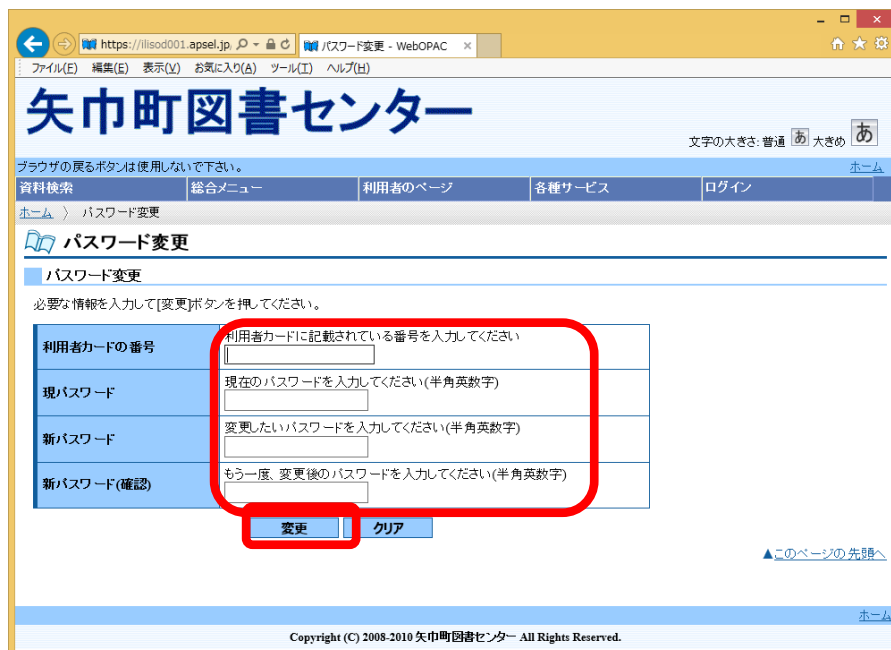 https://ilisod001.apsel.jp, パスワード変更 - WebOPAC ×
ファイル(F) 編集(E) 表示(V) お気に入り(A) ツール(T) ヘルプ(H)
矢巾町図書センター
文字の大きさ: 普通 あ 大きめ あ
ブラウザの戻るボタンは使用しないで下さい。 ホーム
資料検索 総合メニュー 利用者のページ 各種サービス ログイン
ホーム 〉 パスワード変更
パスワード変更
パスワード変更
必要な情報を入力して[変更]ボタンを押してください。
利用者カードの番号 利用者カードに記載されている番号を入力してください
現パスワード 現在のパスワードを入力してください(半角英数字)
新パスワード 変更したいパスワードを入力してください(半角英数字)
新パスワード(確認) もう一度、変更後のパスワードを入力してください(半角英数字)
変更 クリア
▲このページの先頭へ
ホーム
Copyright (C) 2008-2010 矢巾町図書センター All Rights Reserved.